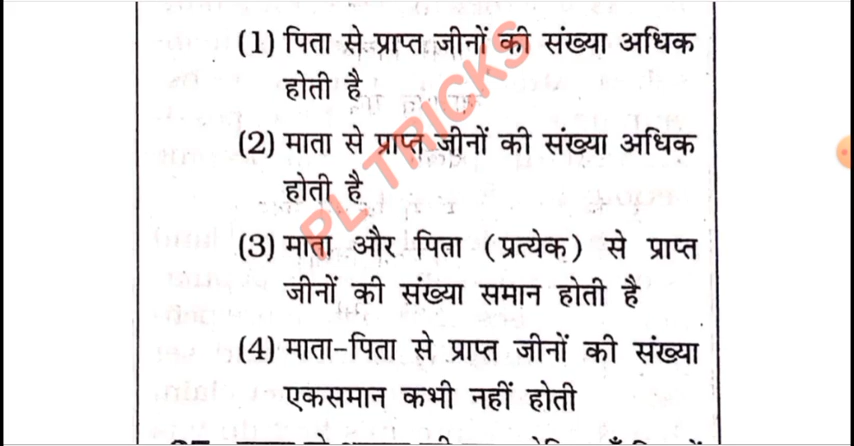 (1) पिता से प्राप्त जीनों की संख्या अधिक
होती है
(2) माता से प्राप्त जीनों की संख्या अधिक
होती है
(3) माता और पिता (प्रत्येक) से प्राप्त
जीनों की संख्या समान होती है
(4) माता-पिता से प्राप्त जीनों की संख्या
एकसमान कभी नहीं होती
PL TRICKS